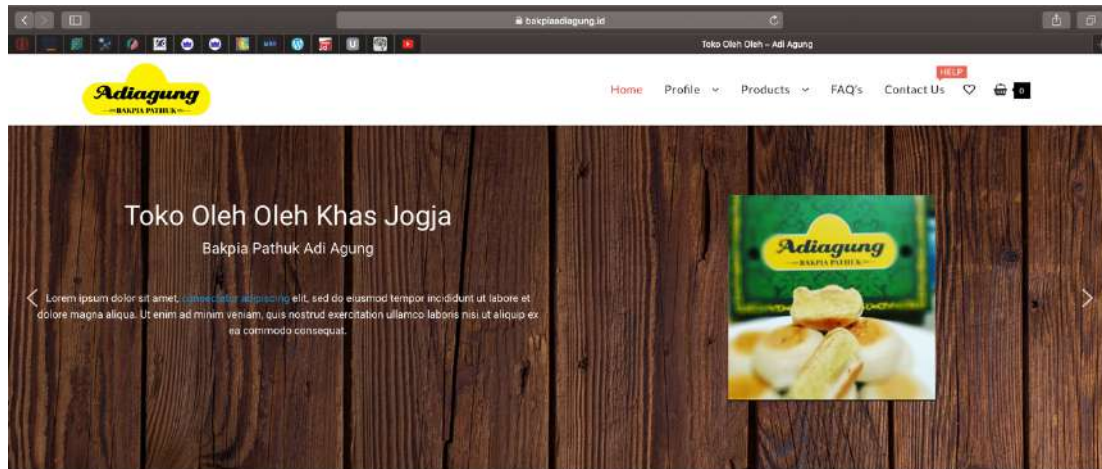 bakpiaadiagung.id
Toko Oleh Oleh – Adi Agung
HELP
Adiagung
BAKPIA PATHUK
Home Profile Products FAQ's Contact Us 0
Toko Oleh Oleh Khas Jogja
Bakpia Pathuk Adi Agung
Lorem ipsum dolor sit amet, consectetur adipiscing elit, sed do eiusmod tempor incididunt ut labore et
dolore magna aliqua. Ut enim ad minim veniam, quis nostrud exercitation ullamco laboris nisi ut aliquip ex
ea commodo consequat.
Adiagung
BAKPIA PATHUK